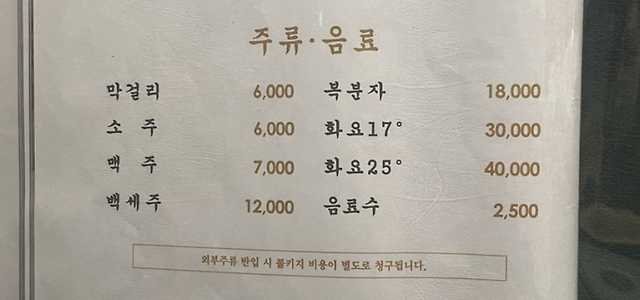 주류·음료
막걸리 6,000 복분자 18,000
소 주 6,000 화요17° 30,000
맥 주 7,000 화요25° 40,000
백세주 12,000 음료수 2,500
외부주류 반입 시 콜키지 비용이 별도로 청구됩니다.